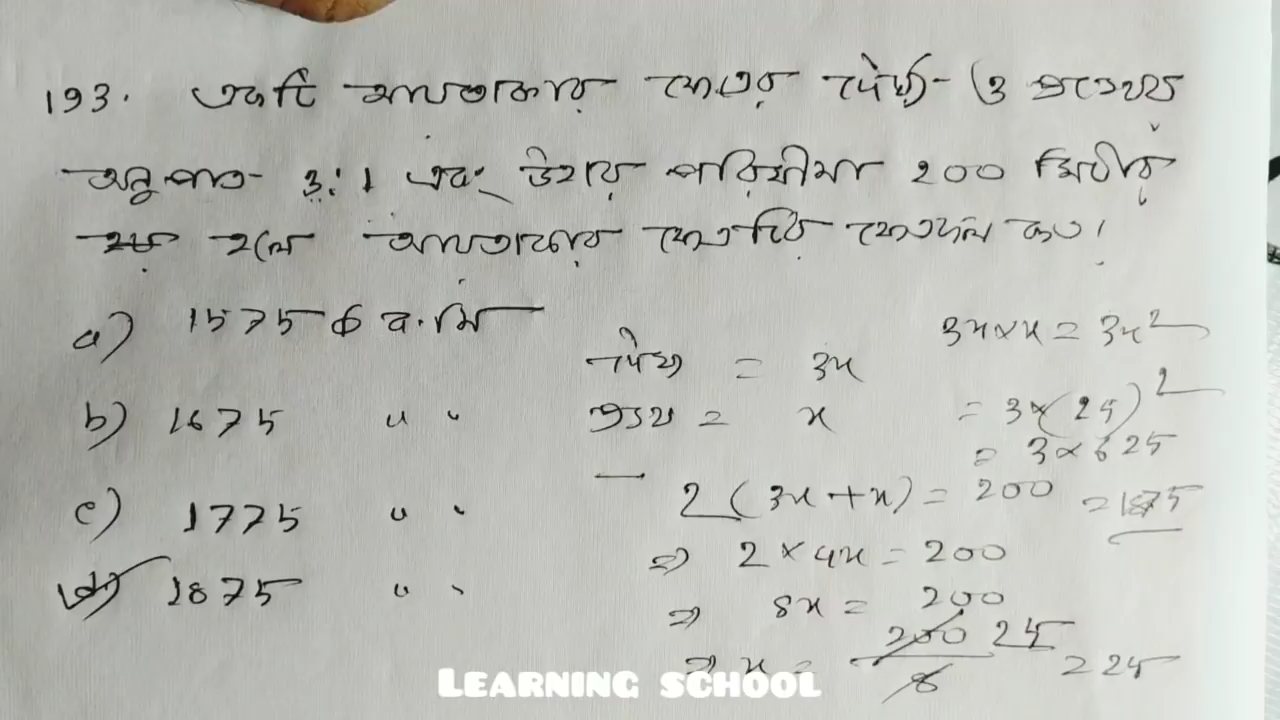 193. একটি আয়তাকার ক্ষেত্রের দৈর্ঘ্য ও প্রস্থের
অনুপাত 3:1 এবং উহার পরিসীমা 200 মিটার
হলে আয়তাকার ক্ষেত্রটির ক্ষেত্রফল কত।
a) 1575 ব.মি
b) 1675 " "
c) 1775 " "
d) 1875 " "
দৈর্ঘ্য = 3x
প্রস্থ = x
2(3x+x) = 200
⇒ 2×4x = 200
⇒ 8x = 200
⇒ x = 200/8 25 = 25
3x×x = 3x²
= 3×(25)²
= 3×625
= 1875
LEARNING SCHOOL